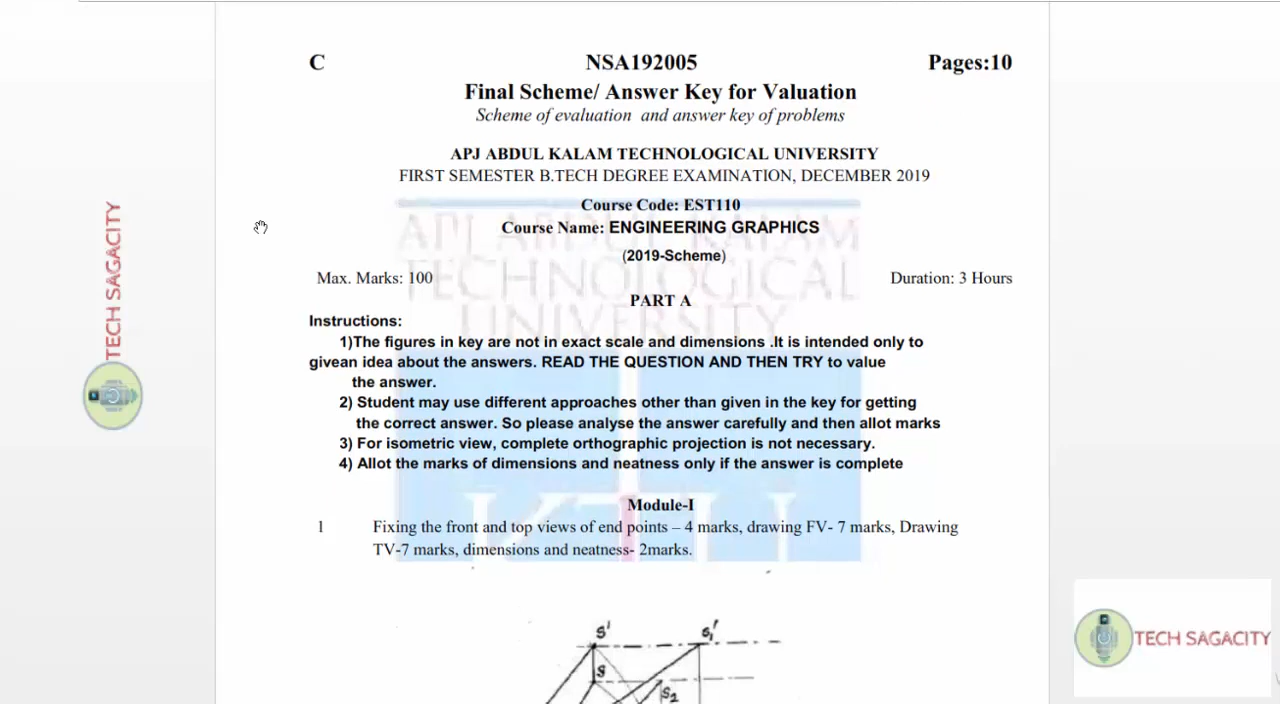 C NSA192005 Pages:10
Final Scheme/ Answer Key for Valuation
Scheme of evaluation and answer key of problems
APJ ABDUL KALAM TECHNOLOGICAL UNIVERSITY
FIRST SEMESTER B.TECH DEGREE EXAMINATION, DECEMBER 2019
Course Code: EST110
Course Name: ENGINEERING GRAPHICS
(2019-Scheme)
Max. Marks: 100 Duration: 3 Hours
PART A
Instructions:
1)The figures in key are not in exact scale and dimensions .It is intended only to
givean idea about the answers. READ THE QUESTION AND THEN TRY to value
the answer.
2) Student may use different approaches other than given in the key for getting
the correct answer. So please analyse the answer carefully and then allot marks
3) For isometric view, complete orthographic projection is not necessary.
4) Allot the marks of dimensions and neatness only if the answer is complete
Module-I
1 Fixing the front and top views of end points – 4 marks, drawing FV- 7 marks, Drawing
TV-7 marks, dimensions and neatness- 2marks.
s' s₁'
s
s₂
APJ ABDUL KALAM
TECHNOLOGICAL
UNIVERSITY
KTU
TECH SAGACITY
TECH SAGACITY